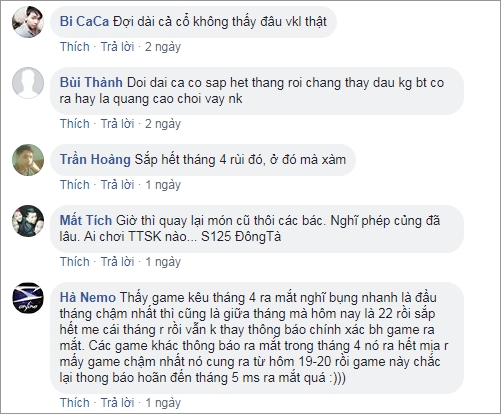 Bi CaCa Đợi dài cả cổ không thấy đâu vkl thật
Thích · Trả lời · 2 ngày
Bùi Thành Doi dai ca co sap het thang roi chang thay dau kg bt co
ra hay la quang cao choi vay nk
Thích · Trả lời · 2 ngày
Trần Hoảng Sắp hết tháng 4 rùi đó, ở đó mà xàm
Thích · Trả lời · 1 ngày
Mất Tích Giờ thì quay lại món cũ thôi các bác. Nghĩ phép củng đã
lâu. Ai chơi TTSK nào... S125 ĐôngTà
Thích · Trả lời · 1 ngày
Hà Nemo Thấy game kêu tháng 4 ra mắt nghĩ bụng nhanh là đầu
tháng chậm nhất thì cũng là giữa tháng mà hôm nay là 22 rồi sắp
hết me cái tháng r rồi vẫn k thay thông báo chính xác bh game ra
mắt. Các game khác thông báo ra mắt trong tháng 4 nó ra hết mịa r
mấy game chậm nhất nó cung ra từ hôm 19-20 rồi game này chắc
lại thong báo hoãn đến tháng 5 ms ra mắt quá :)))
Thích · Trả lời · 1 ngày